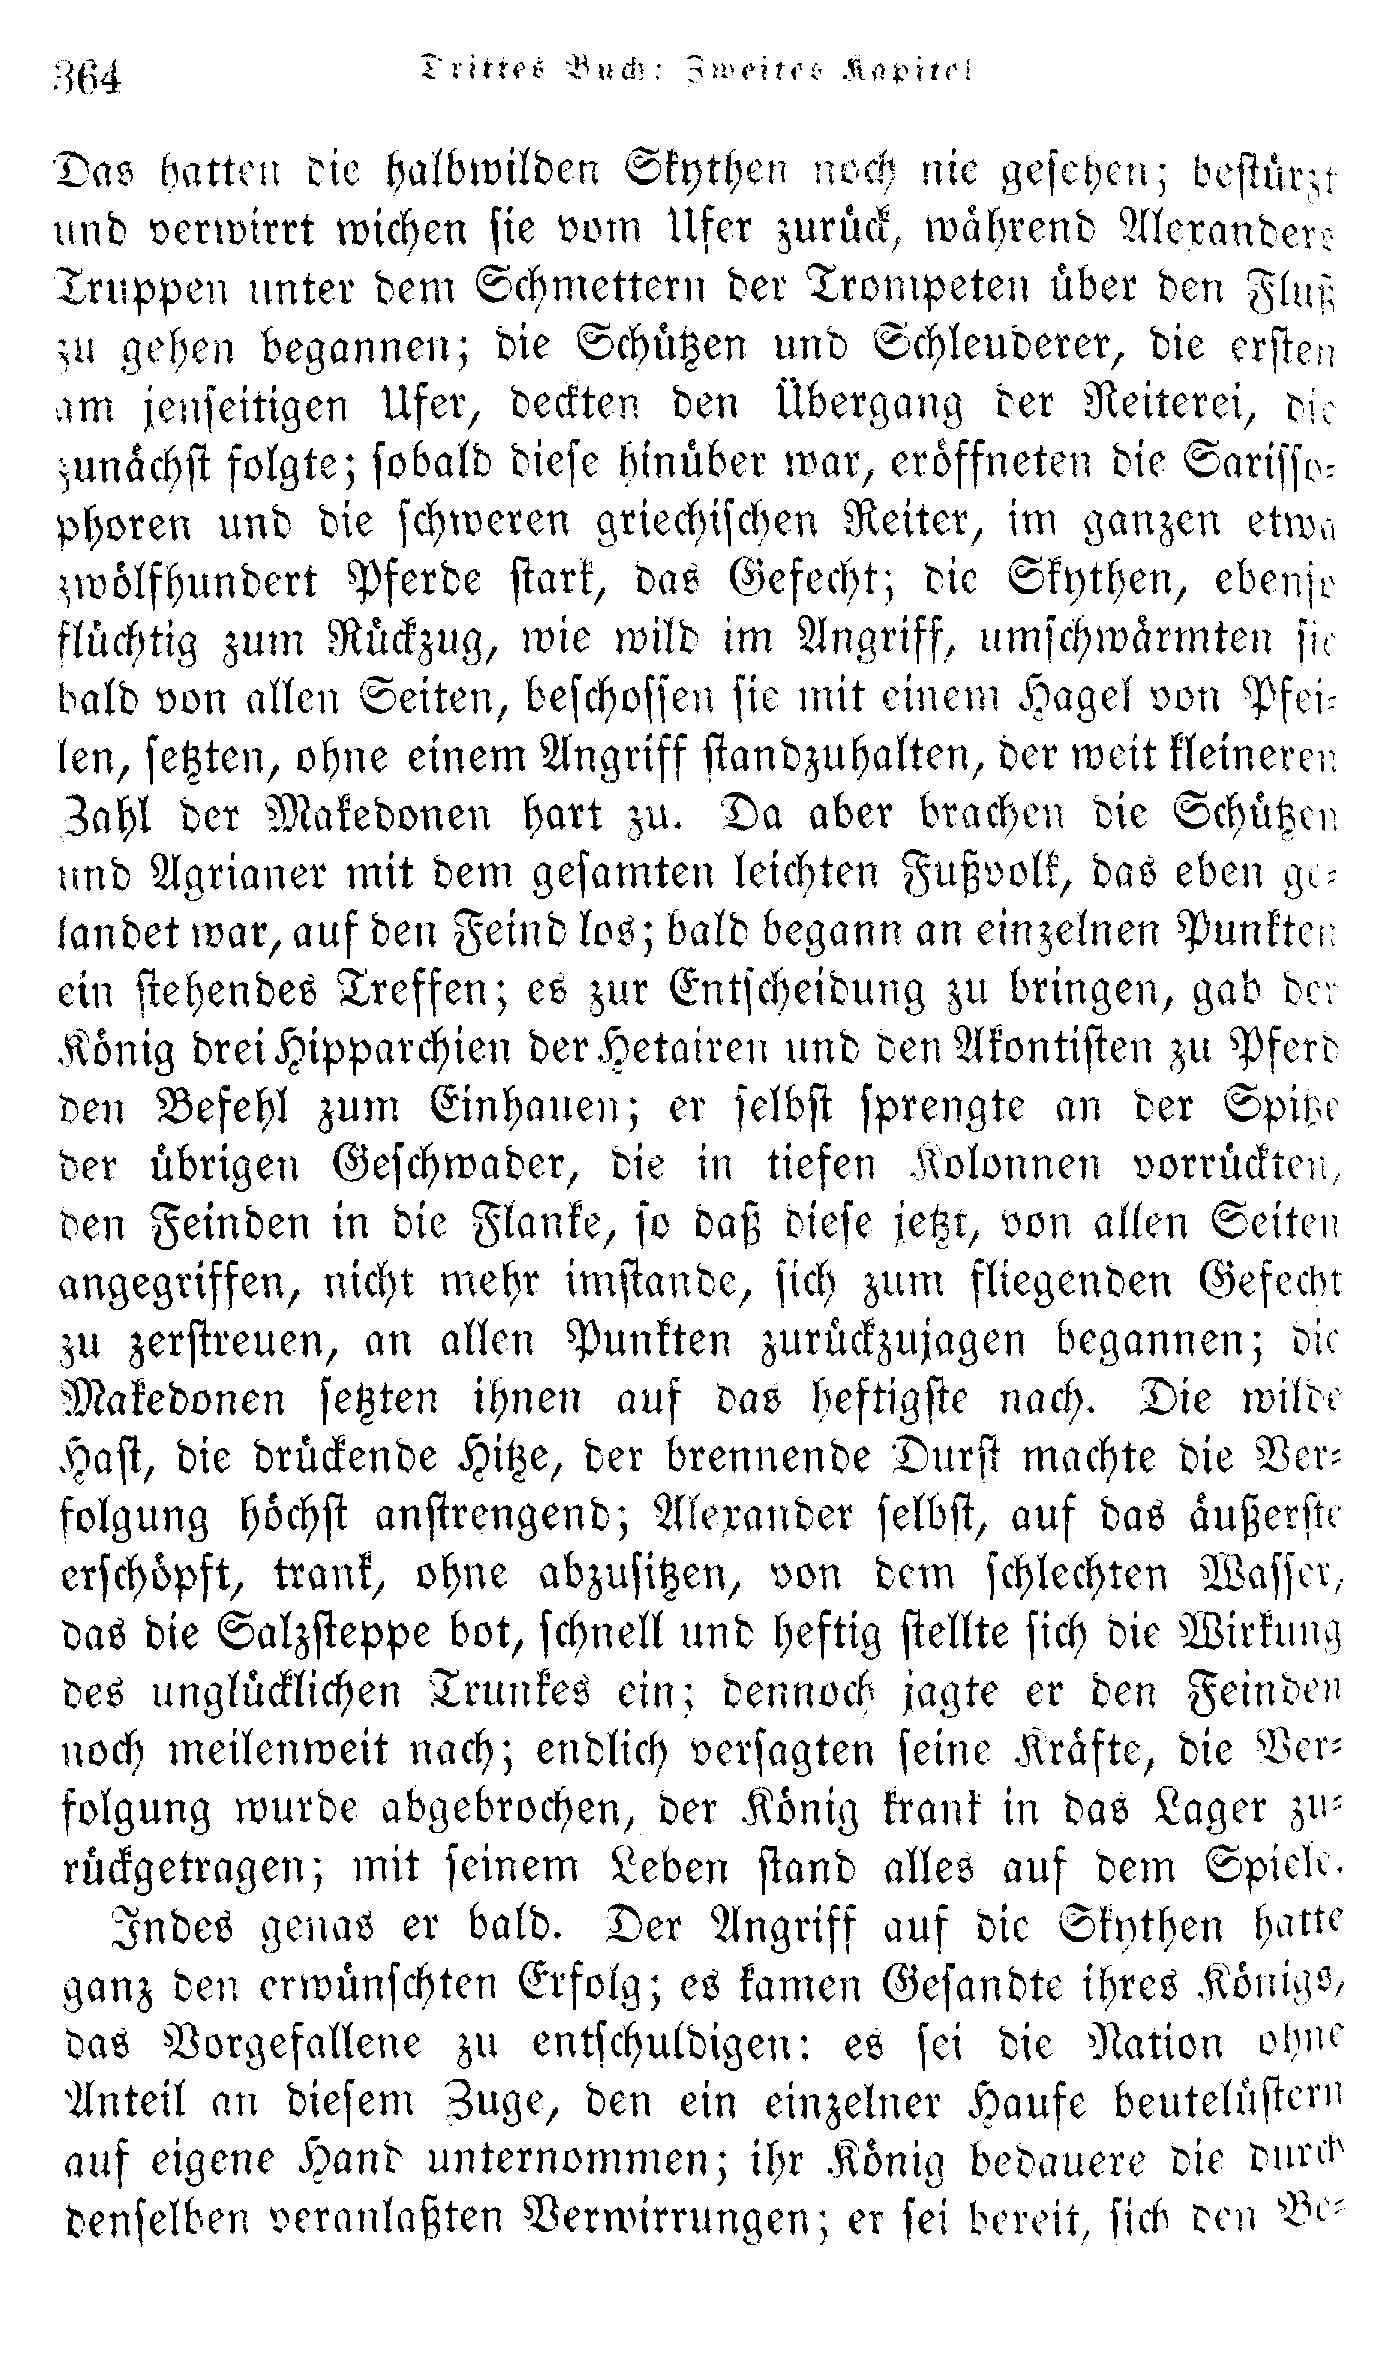 364 Drittes Buch: Zweites Kapitel
Das hatten die halbwilden Skythen noch nie gesehen; bestürzt
und verwirrt wichen sie vom Ufer zurück, während Alexanders
Truppen unter dem Schmettern der Trompeten über den Fluß
zu gehen begannen; die Schützen und Schleuderer, die ersten
am jenseitigen Ufer, deckten den Übergang der Reiterei, die
zunächst folgte; sobald diese hinüber war, eröffneten die Sarisso-
phoren und die schweren griechischen Reiter, im ganzen etwa
zwölfhundert Pferde stark, das Gefecht; die Skythen, ebenso
flüchtig zum Rückzug, wie wild im Angriff, umschwärmten sie
bald von allen Seiten, beschossen sie mit einem Hagel von Pfei-
len, setzten, ohne einem Angriff standzuhalten, der weit kleineren
Zahl der Makedonen hart zu. Da aber brachen die Schützen
und Agrianer mit dem gesamten leichten Fußvolk, das eben ge-
landet war, auf den Feind los; bald begann an einzelnen Punkten
ein stehendes Treffen; es zur Entscheidung zu bringen, gab der
König drei Hipparchien der Hetairen und den Akontisten zu Pferd
den Befehl zum Einhauen; er selbst sprengte an der Spitze
der übrigen Geschwader, die in tiefen Kolonnen vorrückten,
den Feinden in die Flanke, so daß diese jetzt, von allen Seiten
angegriffen, nicht mehr imstande, sich zum fliegenden Gefecht
zu zerstreuen, an allen Punkten zurückzujagen begannen; die
Makedonen setzten ihnen auf das heftigste nach. Die wilde
Hast, die drückende Hitze, der brennende Durst machte die Ver-
folgung höchst anstrengend; Alexander selbst, auf das äußerste
erschöpft, trank, ohne abzusitzen, von dem schlechten Wasser,
das die Salzsteppe bot, schnell und heftig stellte sich die Wirkung
des unglücklichen Trunkes ein; dennoch jagte er den Feinden
noch meilenweit nach; endlich versagten seine Kräfte, die Ver-
folgung wurde abgebrochen, der König krank in das Lager zu-
rückgetragen; mit seinem Leben stand alles auf dem Spiele.
Indes genas er bald. Der Angriff auf die Skythen hatte
ganz den erwünschten Erfolg; es kamen Gesandte ihres Königs,
das Vorgefallene zu entschuldigen: es sei die Nation ohne
Anteil an diesem Zuge, den ein einzelner Haufe beutelüstern
auf eigene Hand unternommen; ihr König bedauere die durch
denselben veranlaßten Verwirrungen; er sei bereit, sich den Be-